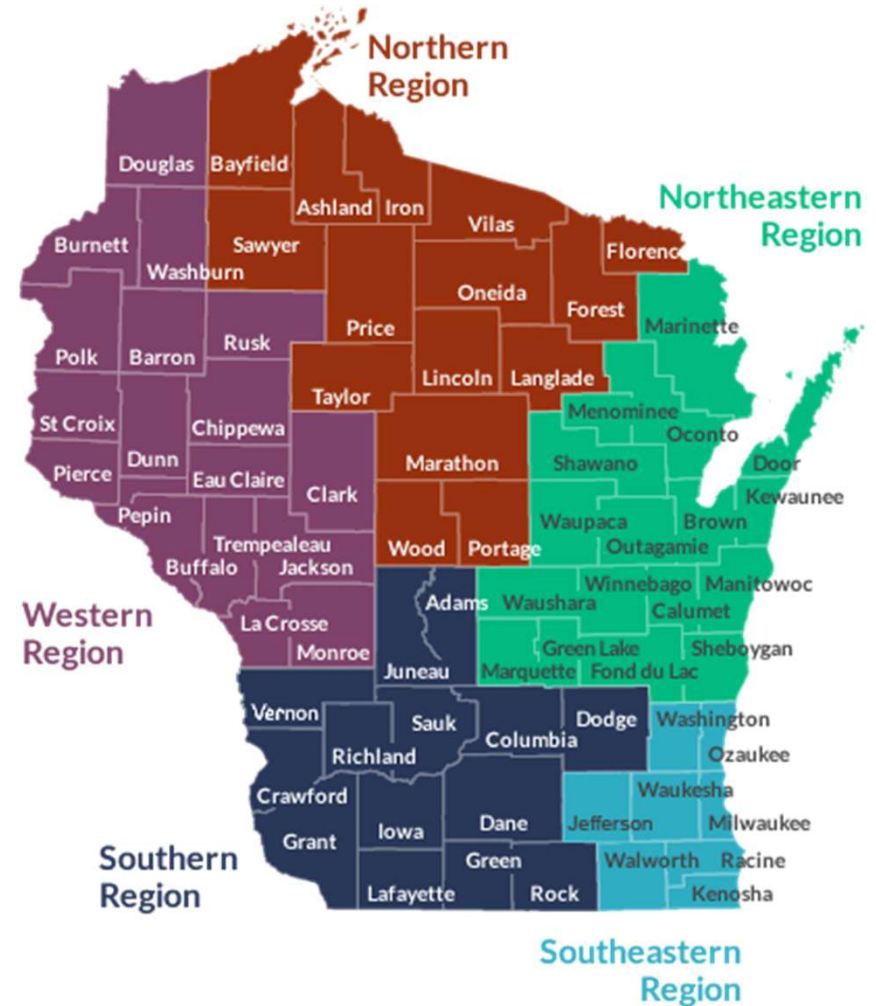 Northern
Region
Douglas
Bayfield
Ashland
Iron
Vilas
Northeastern
Region
Burnett
Washburn
Sawyer
Florenc
Oneida
Forest
Price
Marinette
Polk
Barron
Rusk
Taylor
Lincoln
Langlade
St Croix
Chippewa
Menominee
Oconto
Pierce
Dunn
Eau Claire
Clark
Marathon
Shawano
Door
Kewaunee
Pepin
Trempealeau
Buffalo
Jackson
Wood
Portage
Waupaca
Brown
Outagamie
Western
Region
La Crosse
Monroe
Adams
Juneau
Waushara
Winnebago
Manitowoc
Calumet
Green Lake
Sheboygan
Marquette
Fond du Lac
Vernon
Sauk
Richland
Columbia
Dodge
Washington
Ozaukee
Crawford
Waukesha
Grant
Iowa
Dane
Jefferson
Milwaukee
Southern
Region
Green
Walworth
Racine
Lafayette
Rock
Kenosha
Southeastern
Region